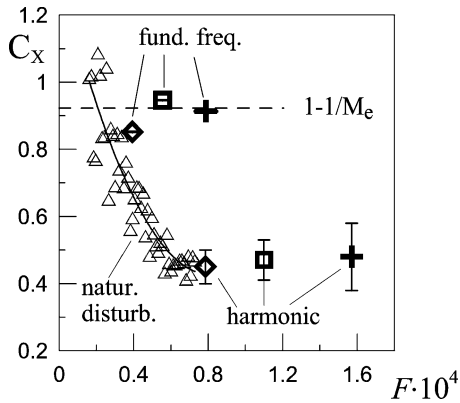 1.2
C_X
fund. freq.
1
1-1/M_e
0.8
0.6
0.4
natur.
disturb.
harmonic
0.2
0 0.4 0.8 1.2 1.6
F·10^4